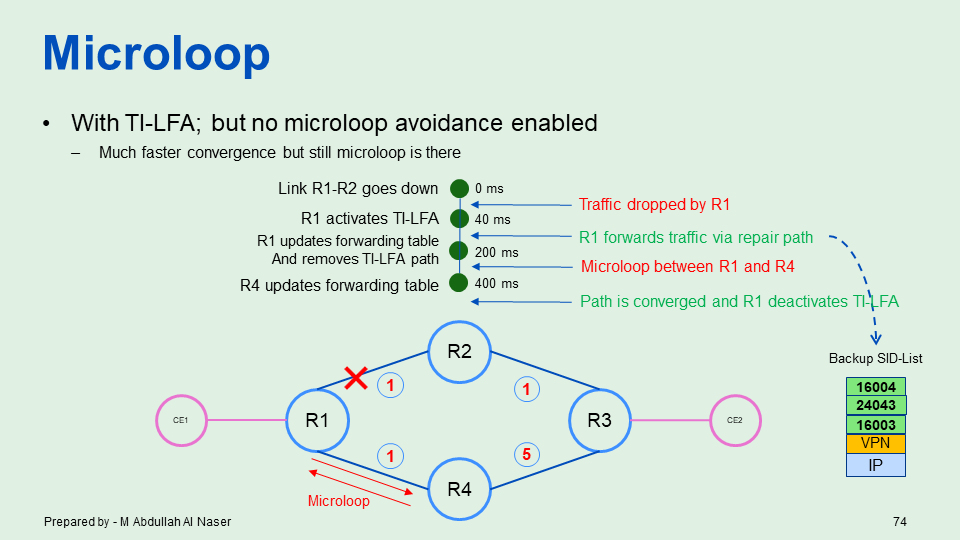 Microloop
• With TI-LFA; but no microloop avoidance enabled
– Much faster convergence but still microloop is there
Link R1-R2 goes down
0 ms
Traffic dropped by R1
R1 activates TI-LFA
40 ms
R1 forwards traffic via repair path
R1 updates forwarding table
And removes TI-LFA path
200 ms
Microloop between R1 and R4
R4 updates forwarding table
400 ms
Path is converged and R1 deactivates TI-LFA
R2
Backup SID-List
1
1
16004
24043
16003
VPN
IP
CE1
R1
R3
CE2
1
5
R4
Microloop
Prepared by - M Abdullah Al Naser
74